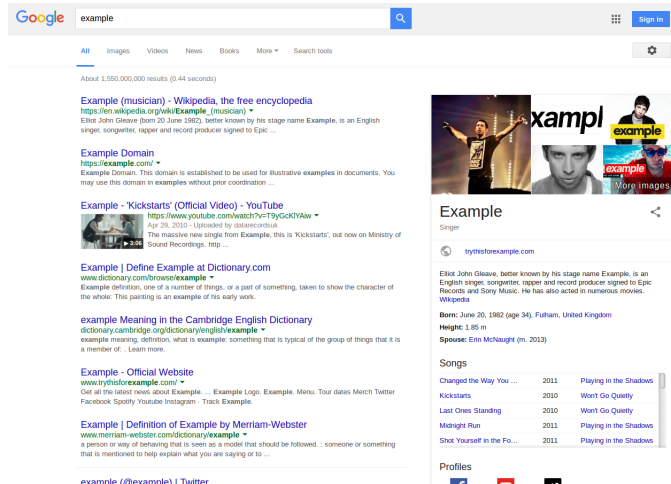 Google
example
Sign in
All Images Videos News Books More ▾ Search tools
About 1,550,000,000 results (0.44 seconds)
Example (musician) - Wikipedia, the free encyclopedia
https://en.wikipedia.org/wiki/Example_(musician) ▾
Elliot John Gleave (born 20 June 1982), better known by his stage name Example, is an English
singer, songwriter, rapper and record producer signed to Epic ...
Example Domain
https://example.com/ ▾
Example Domain. This domain is established to be used for illustrative examples in documents. You
may use this domain in examples without prior coordination ...
Example - 'Kickstarts' (Official Video) - YouTube
https://www.youtube.com/watch?v=T9yGcKlYAiw ▾
Apr 29, 2010 - Uploaded by datarecordsuk
The massive new single from Example, this is 'Kickstarts', out now on Ministry of
Sound Recordings. http ...
▶ 3:06
Example | Define Example at Dictionary.com
www.dictionary.com/browse/example ▾
Example definition, one of a number of things, or a part of something, taken to show the character of
the whole: This painting is an example of his early work.
example Meaning in the Cambridge English Dictionary
dictionary.cambridge.org/dictionary/english/example ▾
example meaning, definition, what is example: something that is typical of the group of things that it is
a member of: . Learn more.
Example - Official Website
www.trythisforexample.com/ ▾
Get all the latest news about Example. ... Example Logo. Example. Menu. Tour dates Merch Twitter
Facebook Spotify Youtube Instagram · Track Example.
Example | Definition of Example by Merriam-Webster
www.merriam-webster.com/dictionary/example ▾
a person or way of behaving that is seen as a model that should be followed. : someone or something
that is mentioned to help explain what you are saying or to ...
example (@example) | Twitter
xampl
example
example
More images
Example
Singer
trythisforexample.com
Elliot John Gleave, better known by his stage name Example, is an
English singer, songwriter, rapper and record producer signed to Epic
Records and Sony Music. He has also acted in numerous movies.
Wikipedia
Born: June 20, 1982 (age 34), Fulham, United Kingdom
Height: 1.85 m
Spouse: Erin McNaught (m. 2013)
Songs
Changed the Way You ... 2011 Playing in the Shadows
Kickstarts 2010 Won't Go Quietly
Last Ones Standing 2010 Won't Go Quietly
Midnight Run 2011 Playing in the Shadows
Shot Yourself in the Fo... 2011 Playing in the Shadows
Profiles